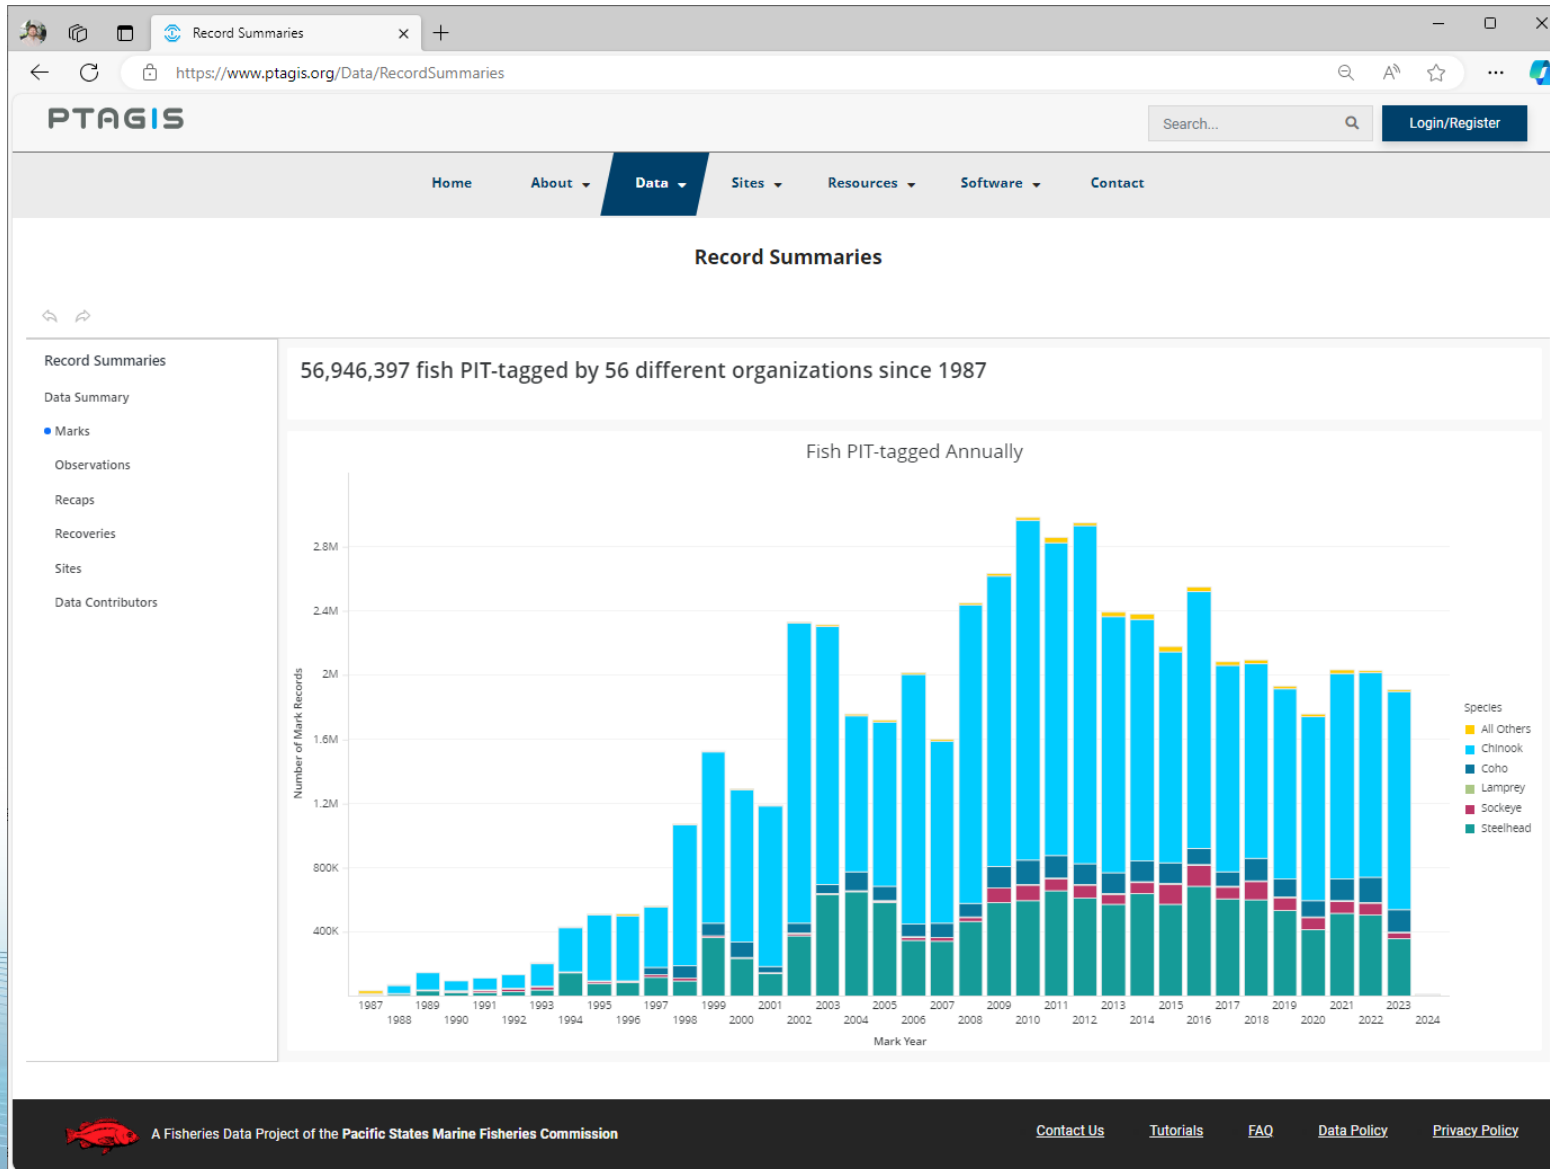 Record Summaries
https://www.ptagis.org/Data/RecordSummaries
PTAGIS
Search...
Login/Register
Home About Data Sites Resources Software Contact
Record Summaries
Record Summaries
Data Summary
Marks
Observations
Recaps
Recoveries
Sites
Data Contributors
56,946,397 fish PIT-tagged by 56 different organizations since 1987
Fish PIT-tagged Annually
Number of Mark Records
2.8M
2.4M
2M
1.6M
1.2M
800K
400K
1987 1989 1991 1993 1995 1997 1999 2001 2003 2005 2007 2009 2011 2013 2015 2017 2019 2021 2023
1988 1990 1992 1994 1996 1998 2000 2002 2004 2006 2008 2010 2012 2014 2016 2018 2020 2022 2024
Mark Year
Species
All Others
Chinook
Coho
Lamprey
Sockeye
Steelhead
A Fisheries Data Project of the Pacific States Marine Fisheries Commission
Contact Us Tutorials FAQ Data Policy Privacy Policy